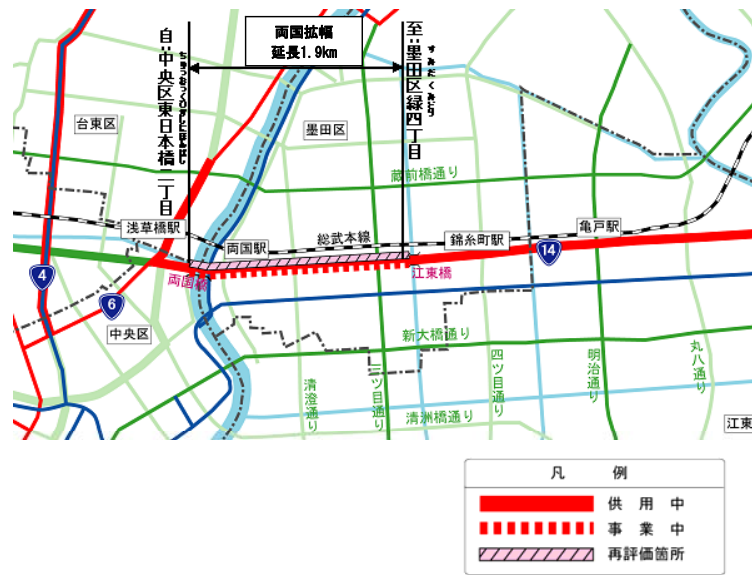 両国拡幅
延長1.9km
自:中央区東日本橋二丁目
ちゅうおうくひがしにほんばし
至:墨田区緑四丁目
すみだくみどり
台東区
墨田区
蔵前橋通り
浅草橋駅
両国駅
総武本線
錦糸町駅
亀戸駅
14
両国橋
江東橋
4
6
中央区
新大橋通り
清澄通り
三ツ目通り
四ツ目通り
明治通り
丸八通り
清洲橋通り
江東
凡 例
供 用 中
事 業 中
再評価箇所